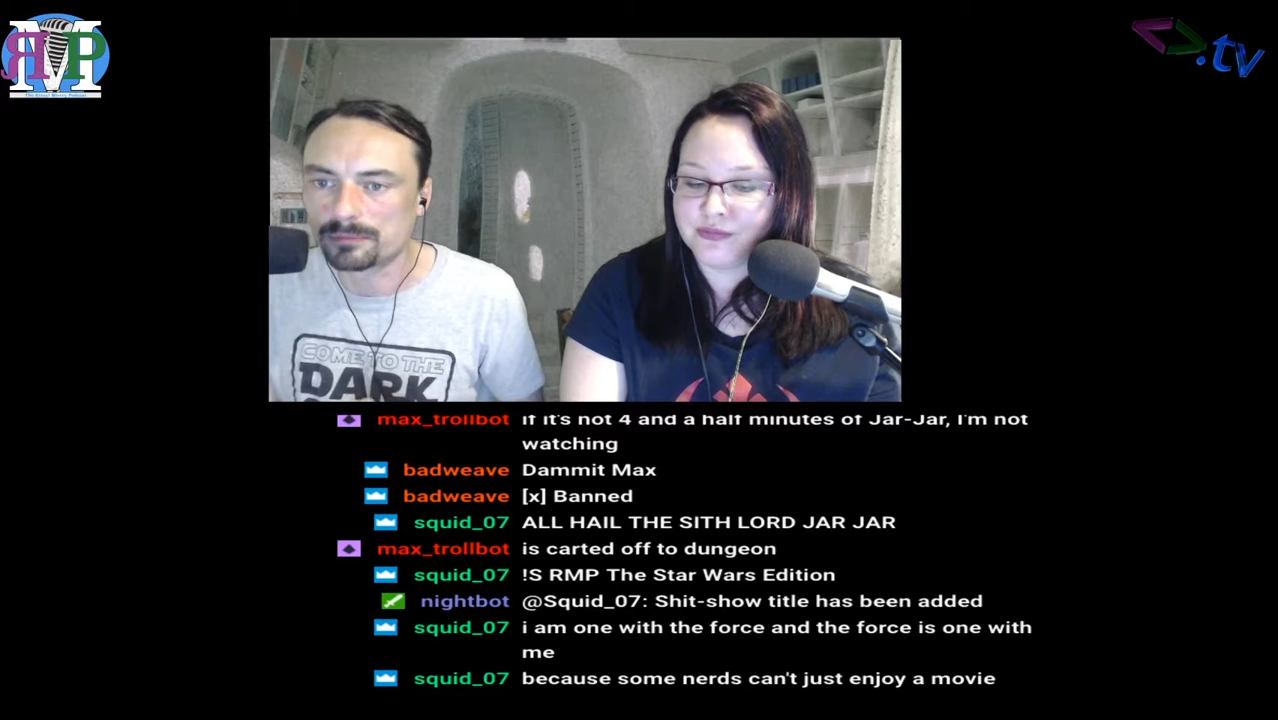 RMP
.tv
COME TO THE
DARK
max_trollbot if it's not 4 and a half minutes of Jar-Jar, I'm not
watching
badweave Dammit Max
badweave [x] Banned
squid_07 ALL HAIL THE SITH LORD JAR JAR
max_trollbot is carted off to dungeon
squid_07 !S RMP The Star Wars Edition
nightbot @Squid_07: Shit-show title has been added
squid_07 i am one with the force and the force is one with
me
squid_07 because some nerds can't just enjoy a movie